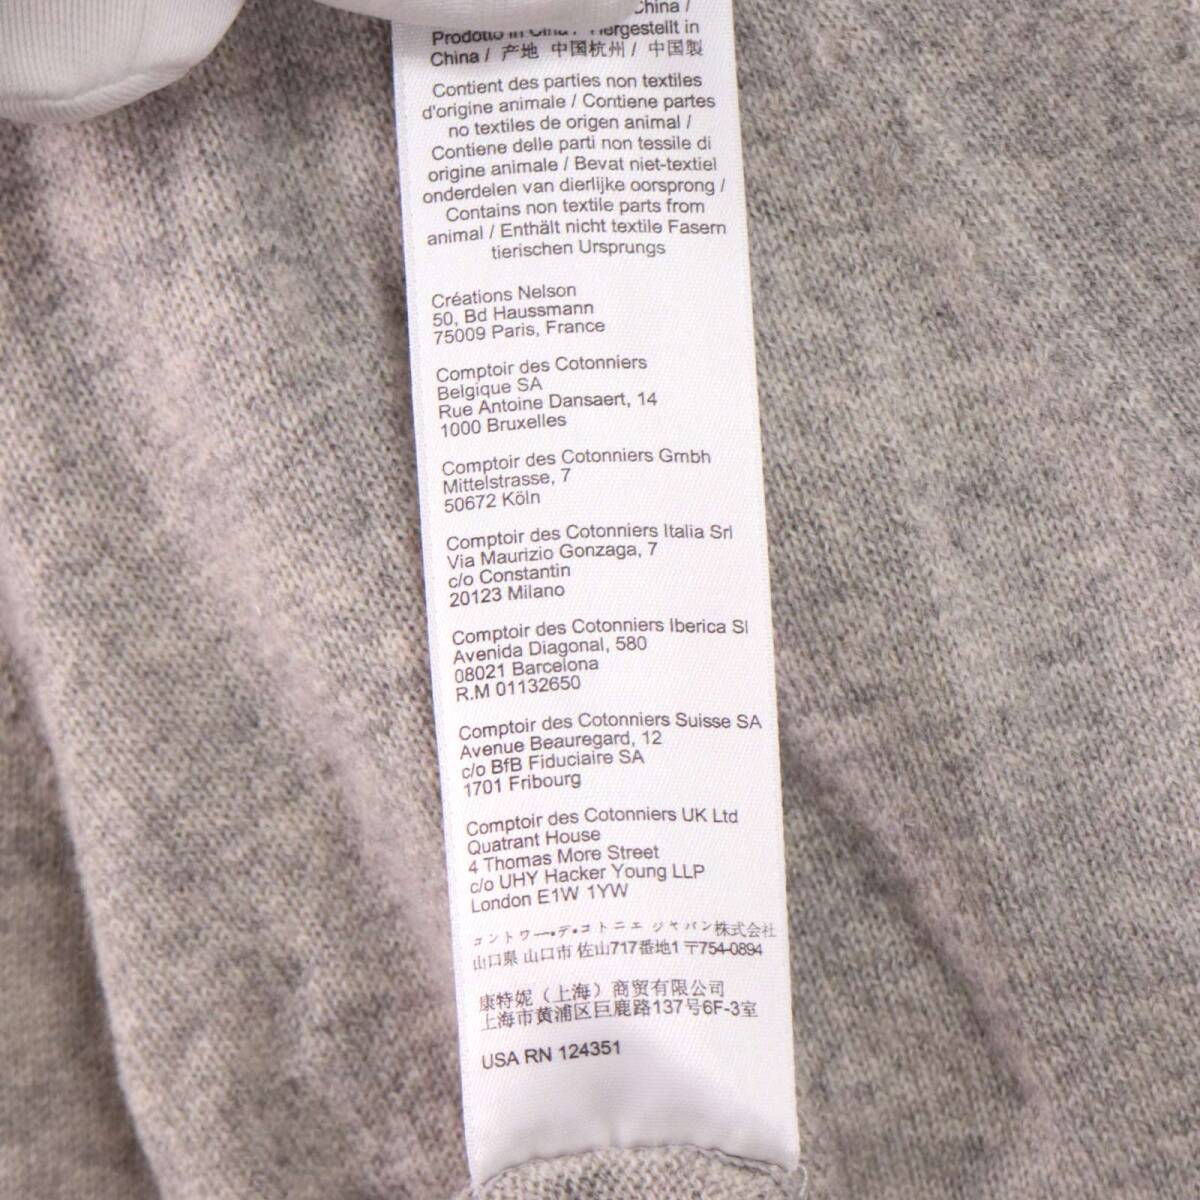 China /
Prodotto in Cina / Hergestellt in
China / 产地 中国杭州 / 中国製
Contient des parties non textiles
d'origine animale / Contiene partes
no textiles de origen animal /
Contiene delle parti non tessile di
origine animale / Bevat niet-textiel
onderdelen van dierlijke oorsprong /
Contains non textile parts from
animal / Enthält nicht textile Fasern
tierischen Ursprungs
Créations Nelson
50, Bd Haussmann
75009 Paris, France
Comptoir des Cotonniers
Belgique SA
Rue Antoine Dansaert, 14
1000 Bruxelles
Comptoir des Cotonniers Gmbh
Mittelstrasse, 7
50672 Köln
Comptoir des Cotonniers Italia Srl
Via Maurizio Gonzaga, 7
c/o Constantin
20123 Milano
Comptoir des Cotonniers Iberica Sl
Avenida Diagonal, 580
08021 Barcelona
R.M 01132650
Comptoir des Cotonniers Suisse SA
Avenue Beauregard, 12
c/o BfB Fiduciaire SA
1701 Fribourg
Comptoir des Cotonniers UK Ltd
Quatrant House
4 Thomas More Street
c/o UHY Hacker Young LLP
London E1W 1YW
コントワー・デ・コトニエ ジャパン株式会社
山口県 山口市 佐山717番地1 〒754-0894
康特妮（上海）商贸有限公司
上海市黄浦区巨鹿路137号6F-3室
USA RN 124351